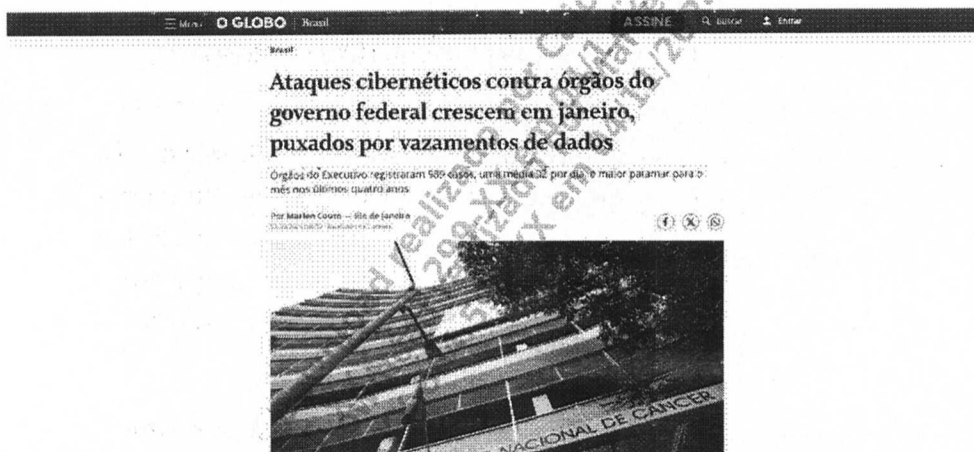 Menu O GLOBO Brasil ASSINE Buscar Entrar
Brasil
Ataques cibernéticos contra órgãos do
governo federal crescem em janeiro,
puxados por vazamentos de dados
Órgãos do Executivo registraram 989 casos, uma média 32 por dia, e maior patamar para o
mês nos últimos quatro anos
Por Marlen Couto — Rio de Janeiro
NACIONAL DE CÂNCER